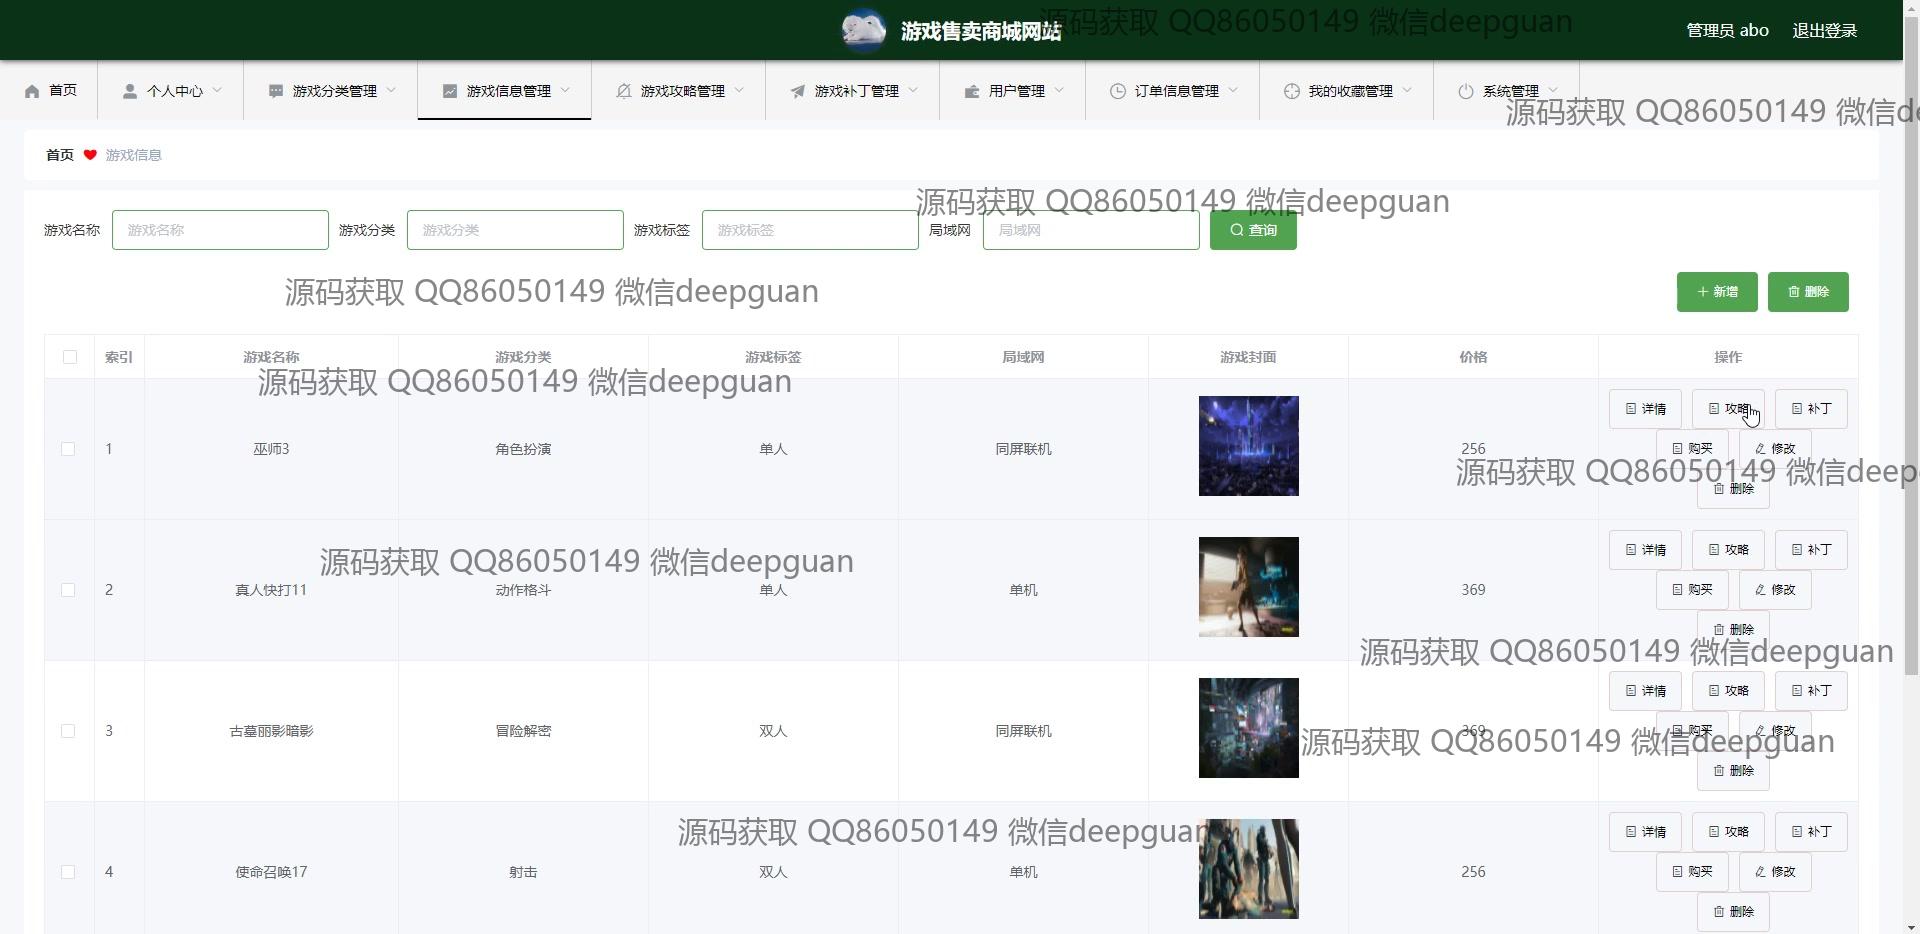 游戏售卖商城网站
源码获取 QQ86050149 微信deepguan
管理员 abo 退出登录
首页 个人中心 游戏分类管理 游戏信息管理 游戏攻略管理 游戏补丁管理 用户管理 订单信息管理 我的收藏管理 系统管理
源码获取 QQ86050149 微信de
首页 游戏信息
源码获取 QQ86050149 微信deepguan
游戏名称 游戏名称 游戏分类 游戏分类 游戏标签 游戏标签 局域网 局域网 查询
源码获取 QQ86050149 微信deepguan
新增 删除
索引 游戏名称 游戏分类 游戏标签 局域网 游戏封面 价格 操作
源码获取 QQ86050149 微信deepguan
详情 攻略 补丁
1 巫师3 角色扮演 单人 同屏联机 256 购买 修改
源码获取 QQ86050149 微信deep
删除
详情 攻略 补丁
源码获取 QQ86050149 微信deepguan
2 真人快打11 动作格斗 单人 单机 369 购买 修改
删除
源码获取 QQ86050149 微信deepguan
详情 攻略 补丁
3 古墓丽影暗影 冒险解密 双人 同屏联机 369 购买 修改
源码获取 QQ86050149 微信deepguan
删除
源码获取 QQ86050149 微信deepguan
详情 攻略 补丁
4 使命召唤17 射击 双人 单机 256 购买 修改
删除